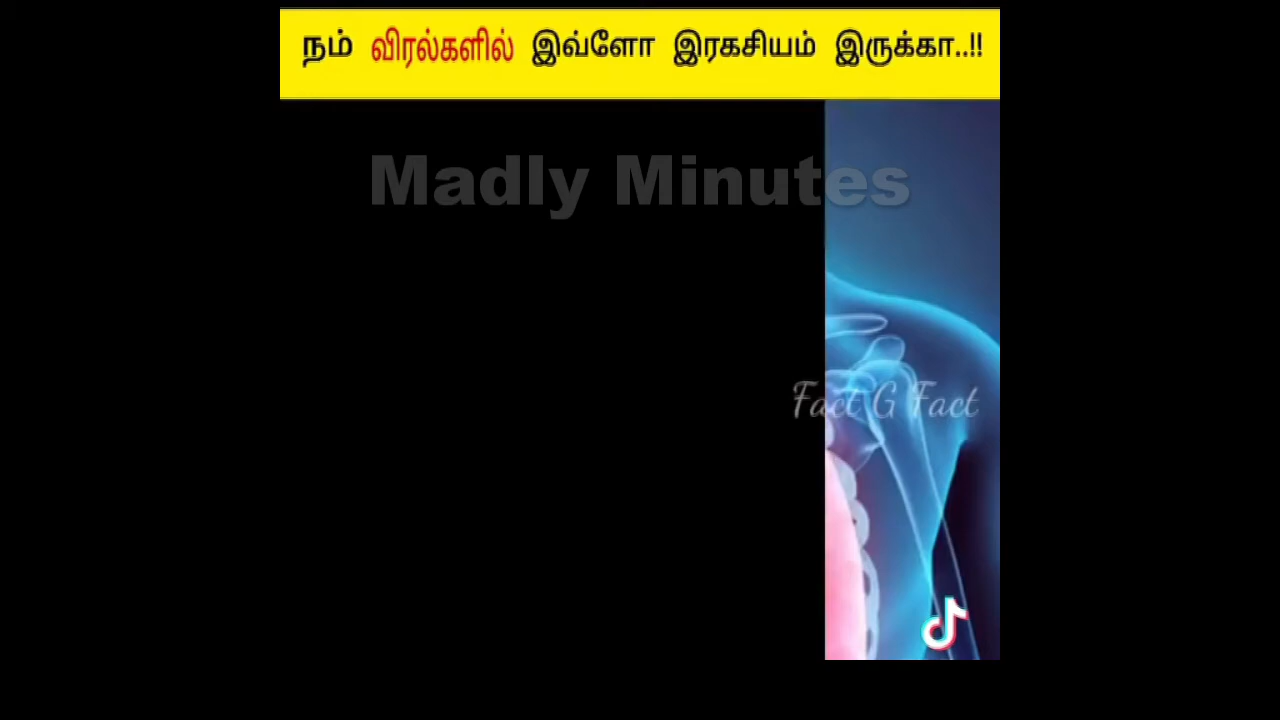 நம் விரல்களில் இவ்ளோ இரகசியம் இருக்கா..!!
Madly Minutes
Fact G Fact